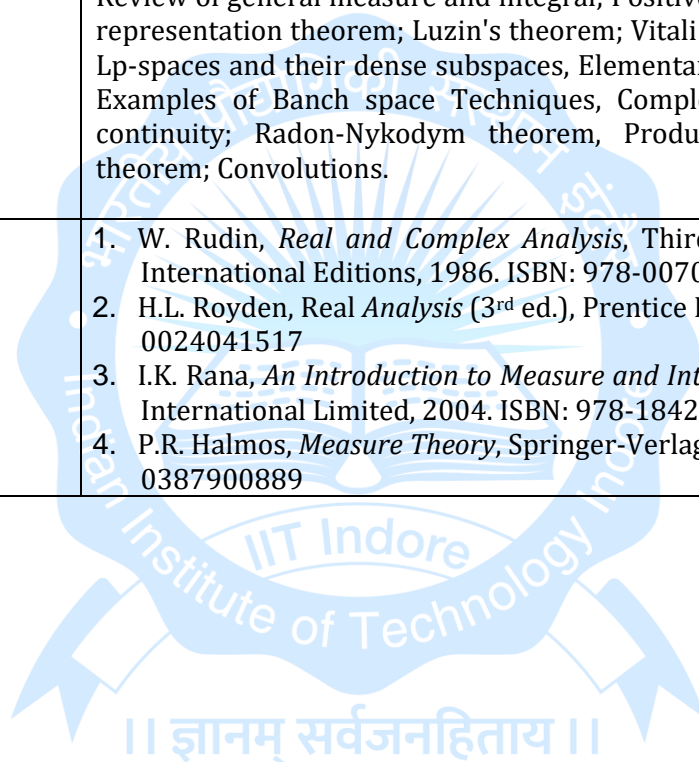 Review of general measure and integral, Positive
representation theorem; Luzin's theorem; Vitali
Lp-spaces and their dense subspaces, Elementa
Examples of Banch space Techniques, Compl
continuity; Radon-Nykodym theorem, Produ
theorem; Convolutions.
1. W. Rudin, Real and Complex Analysis, Thir
International Editions, 1986. ISBN: 978-0070
2. H.L. Royden, Real Analysis (3rd ed.), Prentice
0024041517
3. I.K. Rana, An Introduction to Measure and Int
International Limited, 2004. ISBN: 978-1842
4. P.R. Halmos, Measure Theory, Springer-Verlag
0387900889
भारतीय प्रौद्योगिकी संस्थान इंदौर
Indian Institute of Technology Indore
IIT Indore
।। ज्ञानम् सर्वजनहिताय ।।